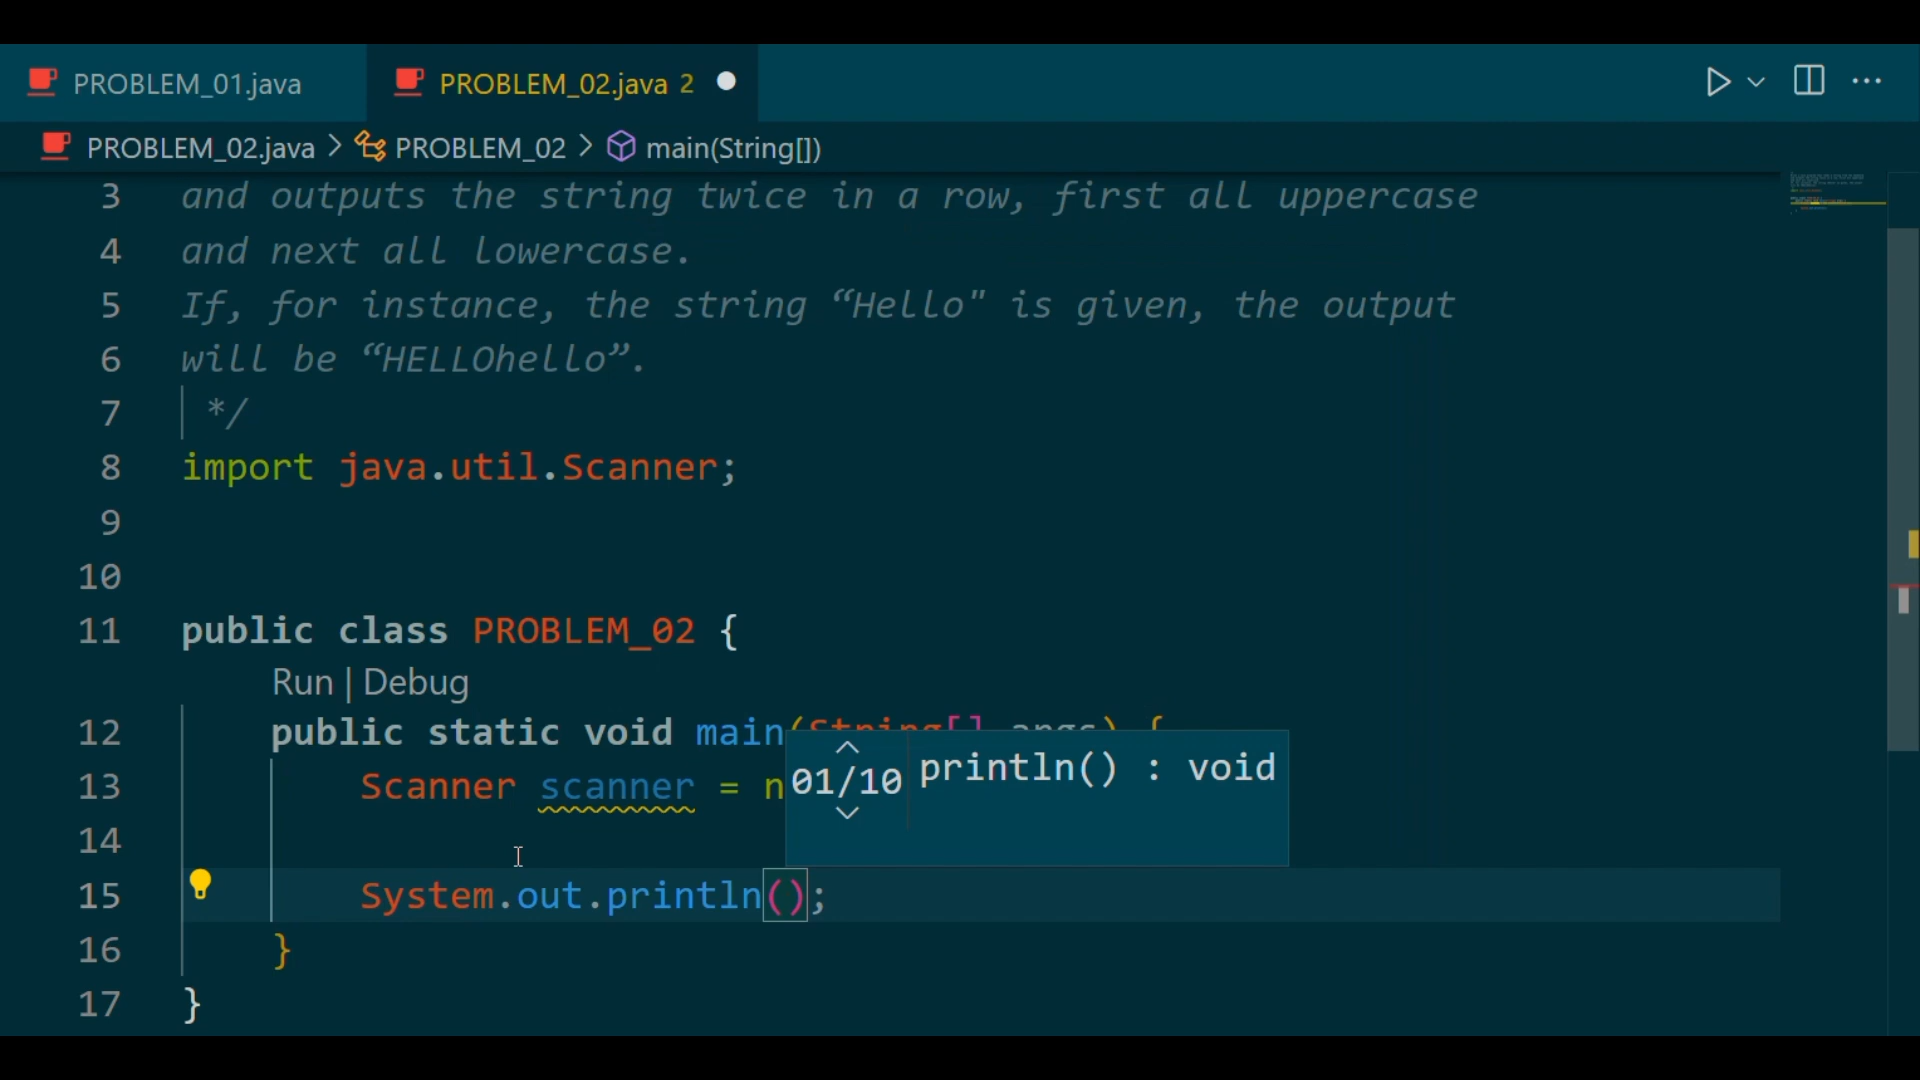 PROBLEM_01.java
PROBLEM_02.java 2
PROBLEM_02.java > PROBLEM_02 > main(String[])
3 and outputs the string twice in a row, first all uppercase
4 and next all lowercase.
5 If, for instance, the string “Hello" is given, the output
6 will be “HELLOhello”.
7 */
8 import java.util.Scanner;
9
10
11 public class PROBLEM_02 {
Run | Debug
12 public static void main(String[] args) {
13 Scanner scanner = n
01/10 println() : void
14
15 System.out.println();
16 }
17 }